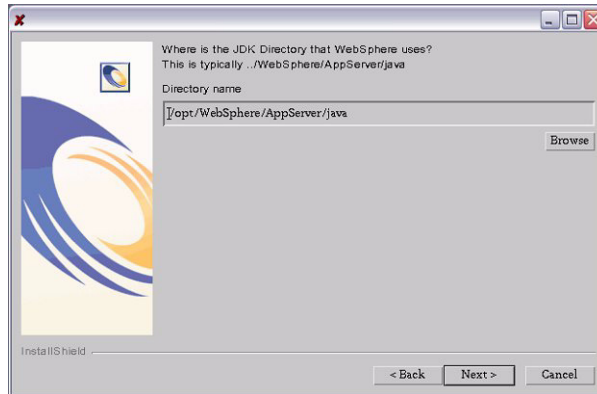 Where is the JDK Directory that WebSphere uses?
This is typically ../WebSphere/AppServer/java
Directory name
/opt/WebSphere/AppServer/java
Browse
InstallShield
< Back
Next >
Cancel